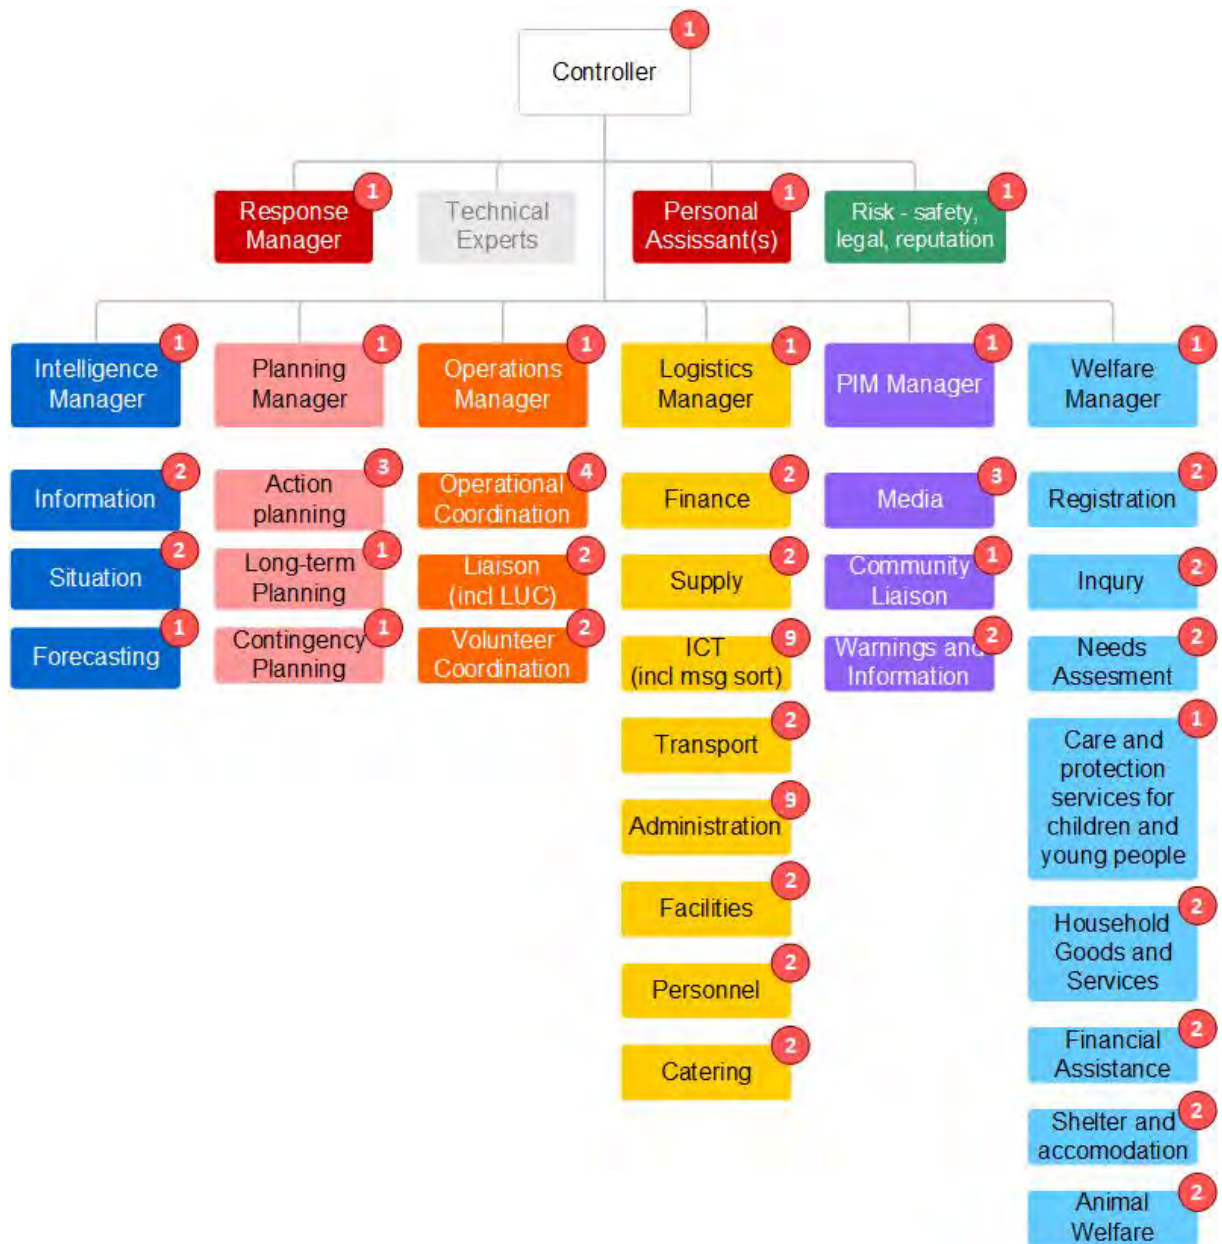 1
Controller
1
Response
Manager
Technical
Experts
1
Personal
Assissant(s)
1
Risk - safety,
legal, reputation
1
Intelligence
Manager
1
Planning
Manager
1
Operations
Manager
1
Logistics
Manager
1
PIM Manager
1
Welfare
Manager
2
Information
2
Situation
1
Forecasting
3
Action
planning
1
Long-term
Planning
1
Contingency
Planning
4
Operational
Coordination
2
Liaison
(incl LUC)
2
Volunteer
Coordination
2
Finance
2
Supply
9
ICT
(incl msg sort)
2
Transport
9
Administration
2
Facilities
2
Personnel
2
Catering
3
Media
1
Community
Liaison
2
Warnings and
Information
2
Registration
2
Inqury
2
Needs
Assesment
1
Care and
protection
services for
children and
young people
2
Household
Goods and
Services
2
Financial
Assistance
2
Shelter and
accomodation
2
Animal
Welfare